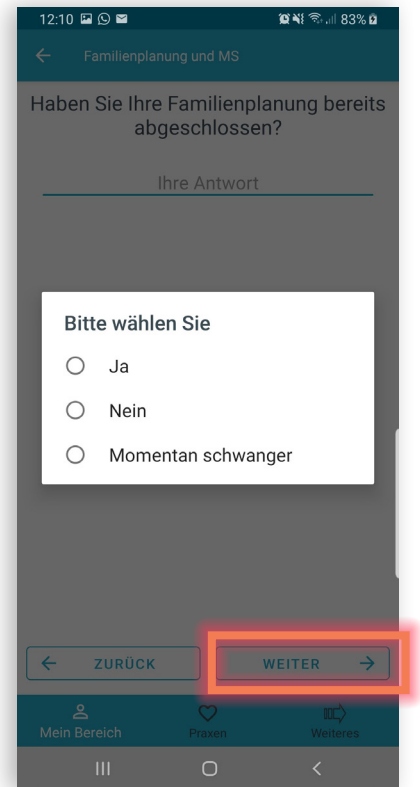 12:10 83%
Familienplanung und MS
Haben Sie Ihre Familienplanung bereits
abgeschlossen?
Ihre Antwort
Bitte wählen Sie
Ja
Nein
Momentan schwanger
ZURÜCK WEITER
Mein Bereich Praxen Weiteres